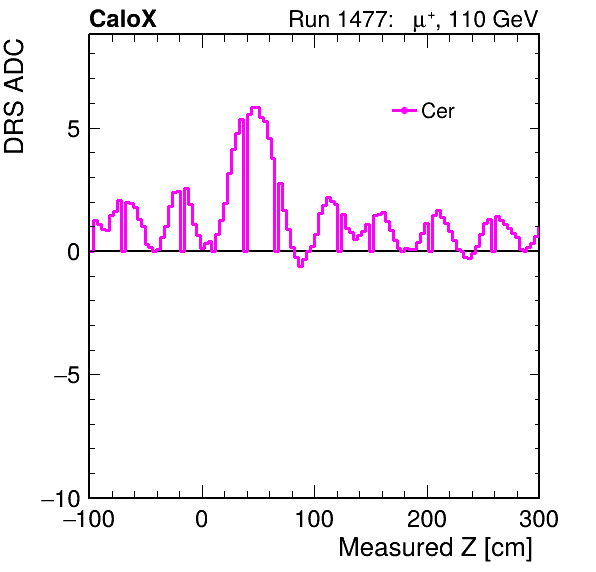 CaloX Run 1477: μ⁺, 110 GeV
DRS ADC
Cer
5
0
−5
−10
−100 0 100 200 300
Measured Z [cm]